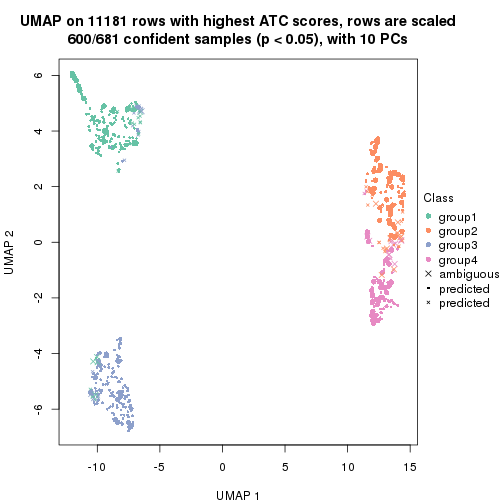 UMAP on 11181 rows with highest ATC scores, rows are scaled
600/681 confident samples (p < 0.05), with 10 PCs
6
4
2
0
-2
-4
-6
UMAP 2
-10
-5
0
5
10
15
UMAP 1
Class
group1
group2
group3
group4
ambiguous
predicted
predicted